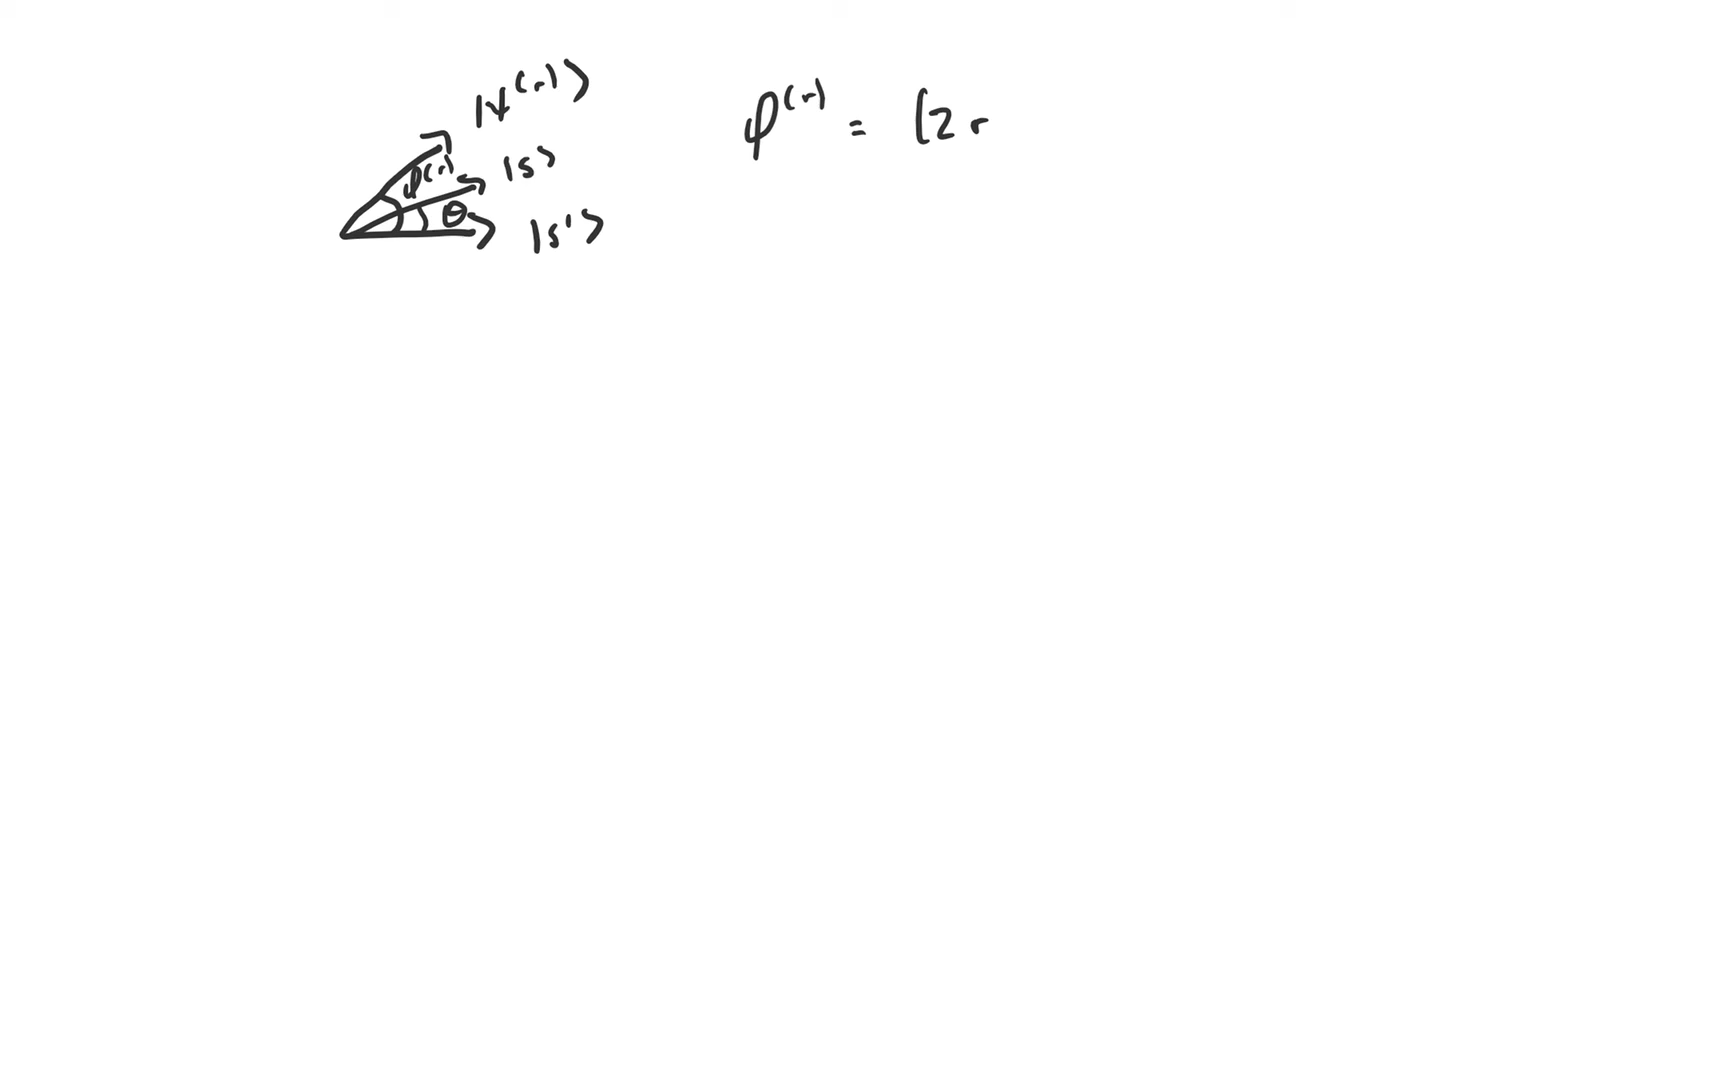 |ψ⁽ʳ⁾⟩
φ⁽ʳ⁾ = (2r
φ⁽ʳ⁾
|s⟩
θ
|s'⟩